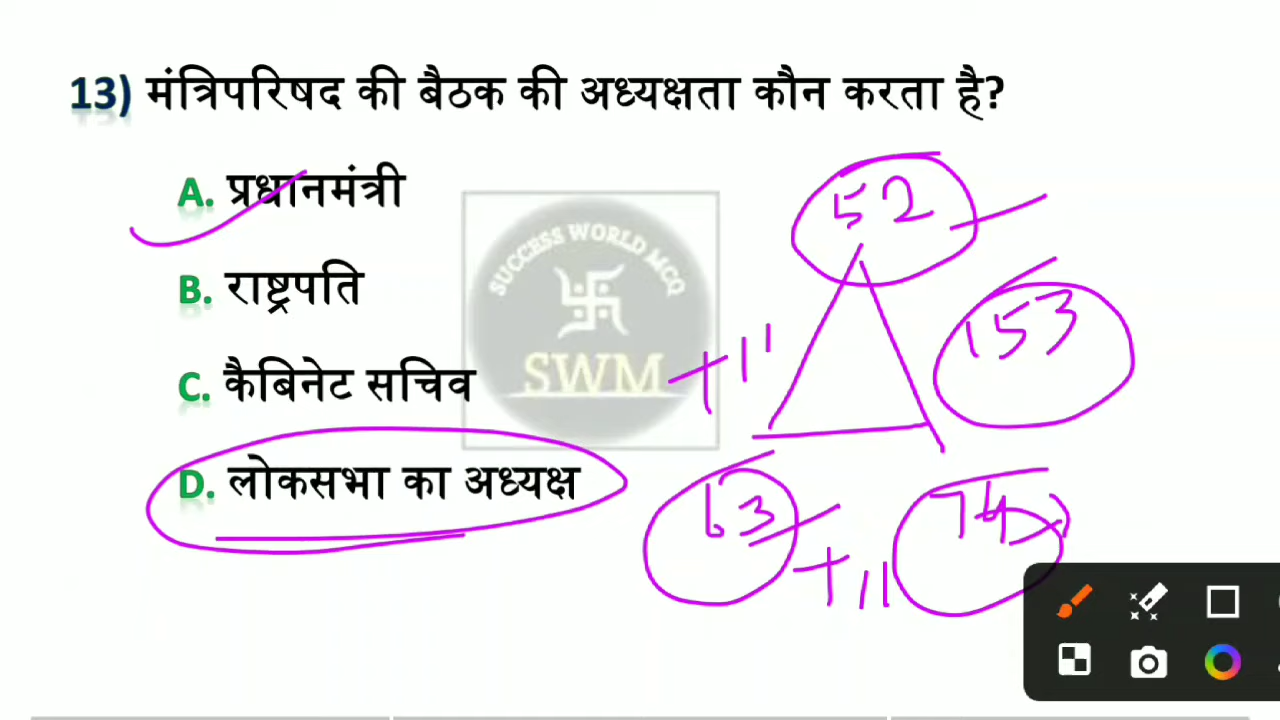 13) मंत्रिपरिषद की बैठक की अध्यक्षता कौन करता है?
A. प्रधानमंत्री
B. राष्ट्रपति
C. कैबिनेट सचिव
D. लोकसभा का अध्यक्ष
SUCCESS WORLD MCQ
SWM
52
153
+11
63
+11
74